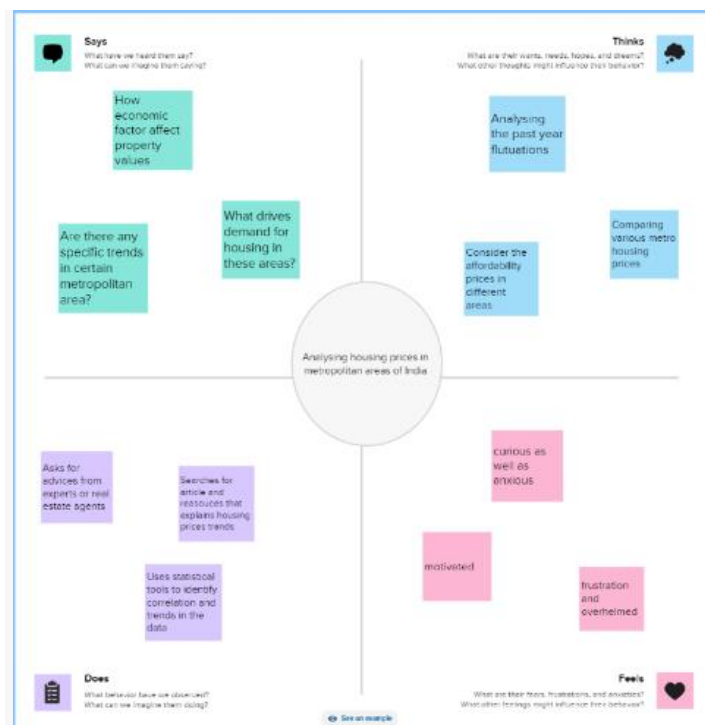 Says
What have we heard them say?
What can we imagine them saying?
Thinks
What are their wants, needs, hopes, and dreams?
What other thoughts might influence their behavior?
How
economic
factor affect
property
values
Are there any
specific trends
in certain
metropolitan
area?
What drives
demand for
housing in
these areas?
Analysing
the past year
flutuations
Consider the
affordability
prices in
different
areas
Comparing
various metro
housing
prices
Analysing housing prices in
metropolitan areas of India
Asks for
advices from
experts or real
estate agents
Searches for
article and
reasouces that
explains housing
prices trends
Uses statistical
tools to identify
correlation and
trends in the
data
curious as
well as
anxious
motivated
frustration
and
overhelmed
Does
What behavior have we observed?
What can we imagine them doing?
Feels
What are their fears, frustrations, and anxieties?
What other feelings might influence their behavior?
See an example